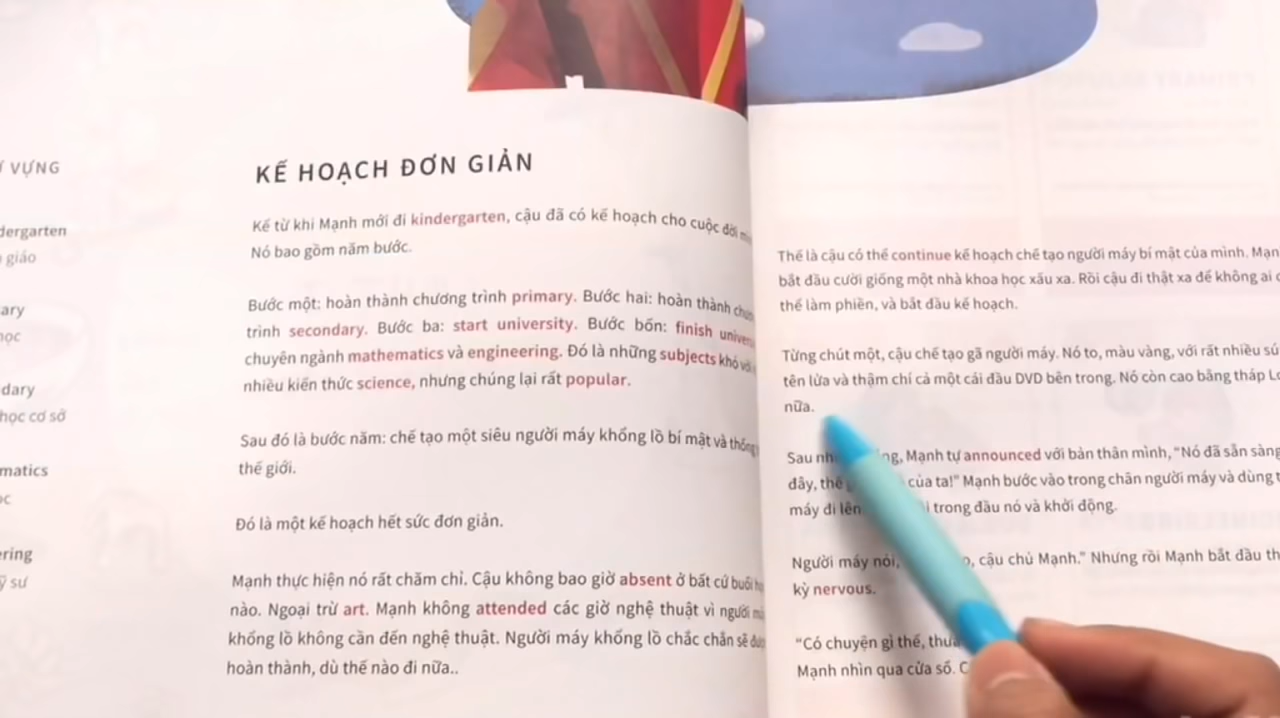 VỰNG
dergarten
giáo
ary
học
dary
học cơ sở
matics
ọc
ering
ỹ sư
KẾ HOẠCH ĐƠN GIẢN
Kể từ khi Mạnh mới đi kindergarten, cậu đã có kế hoạch cho cuộc đời
Nó bao gồm năm bước.
Bước một: hoàn thành chương trình primary. Bước hai: hoàn thành
trình secondary. Bước ba: start university. Bước bốn: finish
chuyên ngành mathematics và engineering. Đó là những subjects khó với
nhiều kiến thức science, nhưng chúng lại rất popular.
Sau đó là bước năm: chế tạo một siêu người máy khổng lồ bí mật và thống
thế giới.
Đó là một kế hoạch hết sức đơn giản.
Mạnh thực hiện nó rất chăm chỉ. Cậu không bao giờ absent ở bất cứ buổi
nào. Ngoại trừ art. Mạnh không attended các giờ nghệ thuật vì người
khổng lồ không cần đến nghệ thuật. Người máy khổng lồ chắc chắn sẽ
hoàn thành, dù thế nào đi nữa..
Thế là cậu có thể continue kế hoạch chế tạo người máy bí mật của mình.
bắt đầu cười giống một nhà khoa học xấu xa. Rồi cậu đi thật xa để không ai
thể làm phiền, và bắt đầu kế hoạch.
Từng chút một, cậu chế tạo gã người máy. Nó to, màu vàng, với rất nhiều
tên lửa và thậm chí cả một cái đầu DVD bên trong. Nó còn cao bằng tháp
nữa.
Sau Mạnh tự announced với bản thân mình, "Nó đã sẵn sàng
đây, của ta!" Mạnh bước vào trong chân người máy và dùng
máy đi lên trong đầu nó và khởi động.
Người máy nói, cậu chủ Mạnh." Nhưng rồi Mạnh bắt đầu
kỳ nervous.
"Có chuyện gì thế,
Mạnh nhìn qua cửa sổ.